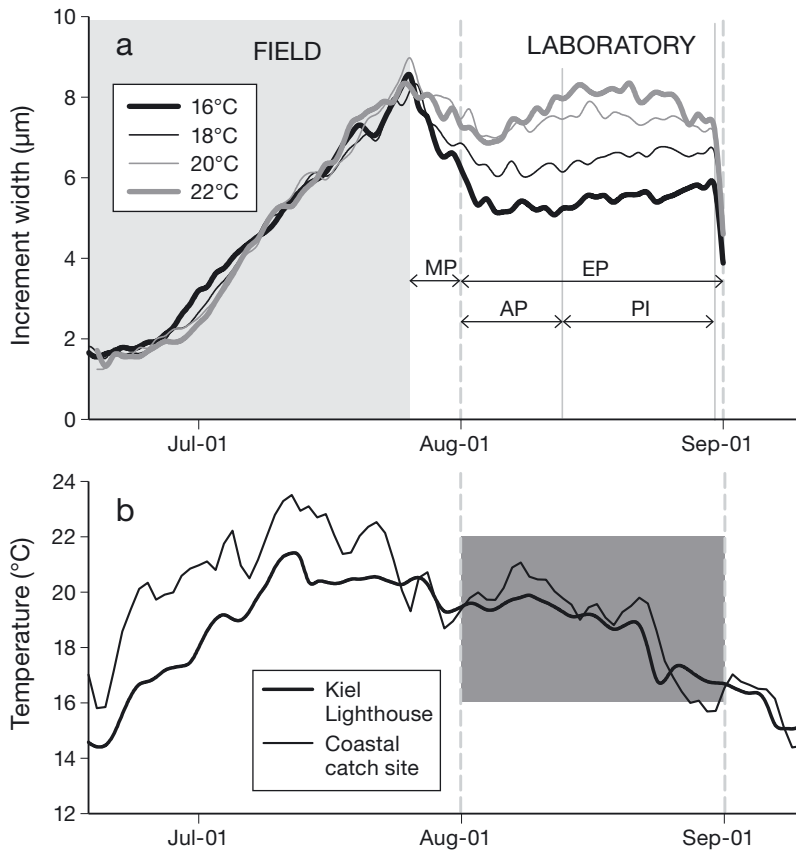 a
FIELD
LABORATORY
16°C
18°C
20°C
22°C
MP
EP
AP
PI
Increment width (µm)
10
8
6
4
2
0
Jul-01
Aug-01
Sep-01
b
Kiel
Lighthouse
Coastal
catch site
Temperature (°C)
24
22
20
18
16
14
12
Jul-01
Aug-01
Sep-01